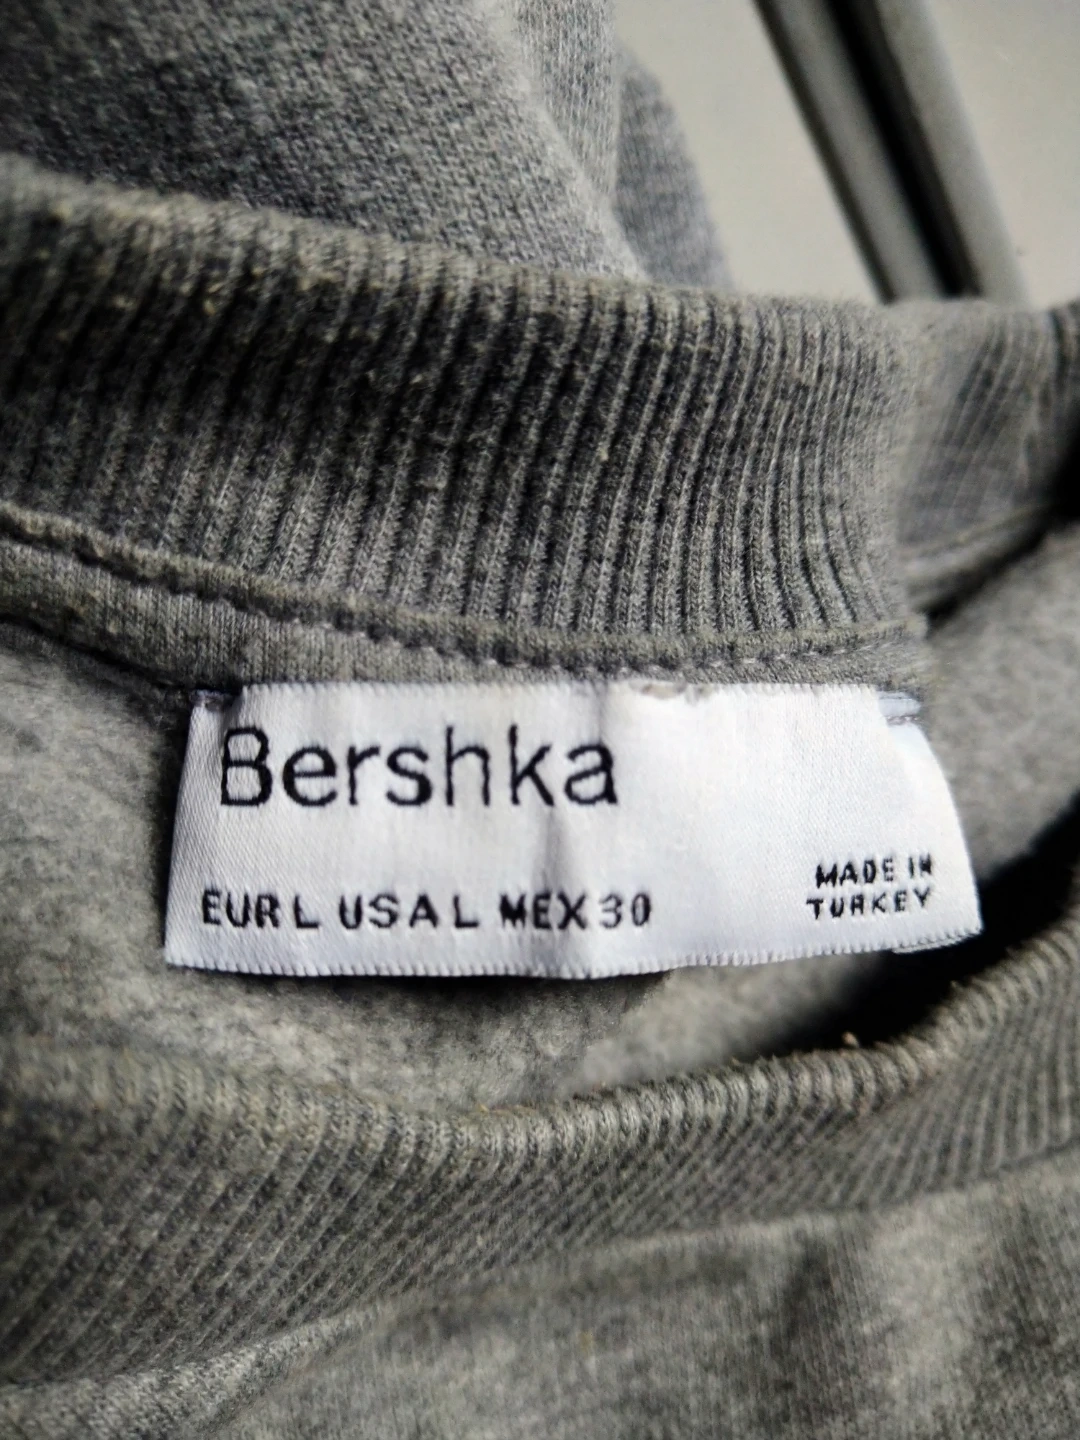 Bershka
EUR L USA L MEX 30
MADE IN
TURKEY